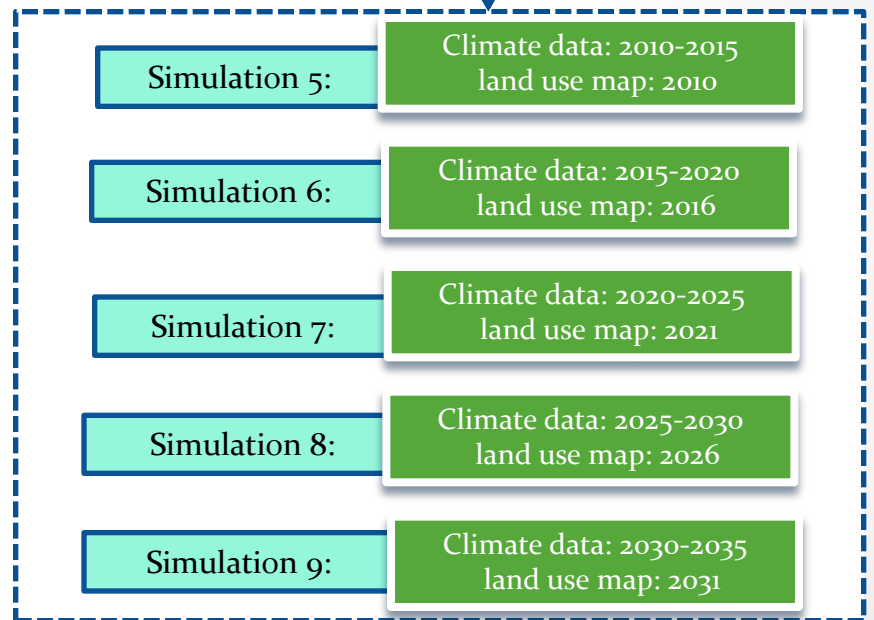 Simulation 5:
Climate data: 2010-2015
land use map: 2010
Simulation 6:
Climate data: 2015-2020
land use map: 2016
Simulation 7:
Climate data: 2020-2025
land use map: 2021
Simulation 8:
Climate data: 2025-2030
land use map: 2026
Simulation 9:
Climate data: 2030-2035
land use map: 2031